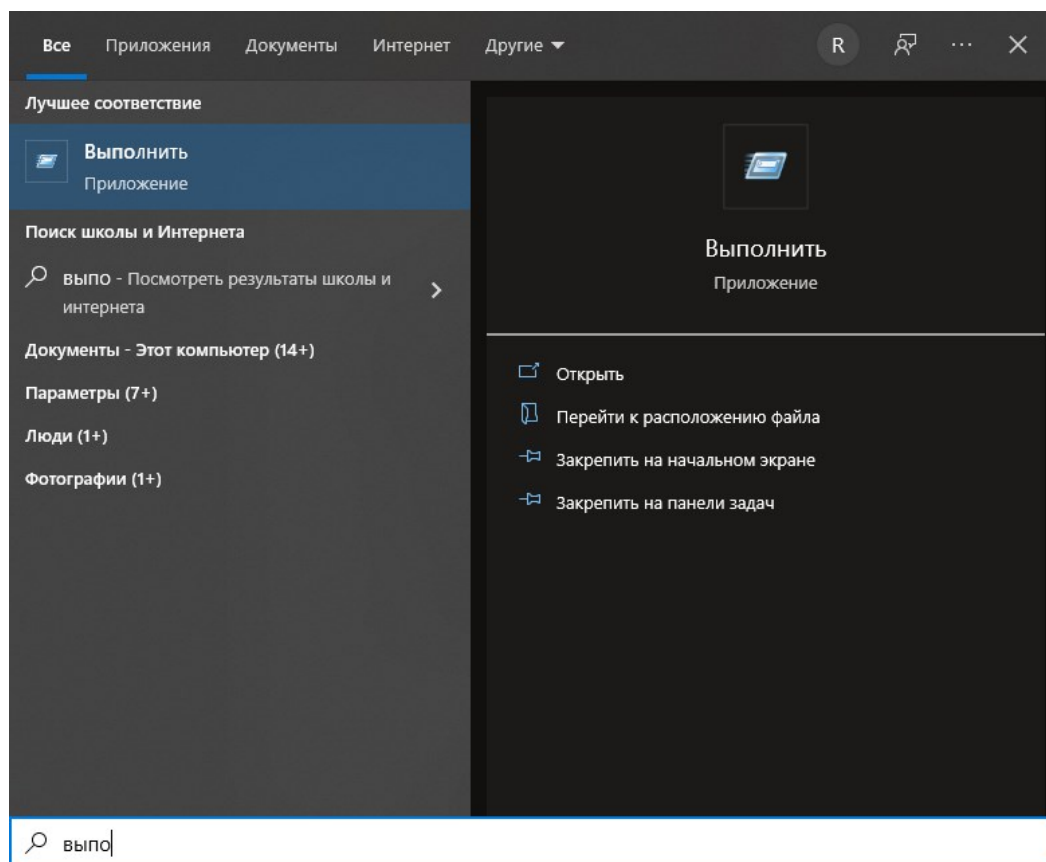 Все Приложения Документы Интернет Другие R ... 
Лучшее соответствие
Выполнить
Приложение
Поиск школы и Интернета
выпо - Посмотреть результаты школы и
интернета
Документы - Этот компьютер (14+)
Параметры (7+)
Люди (1+)
Фотографии (1+)
Выполнить
Приложение
Открыть
Перейти к расположению файла
Закрепить на начальном экране
Закрепить на панели задач
выпо